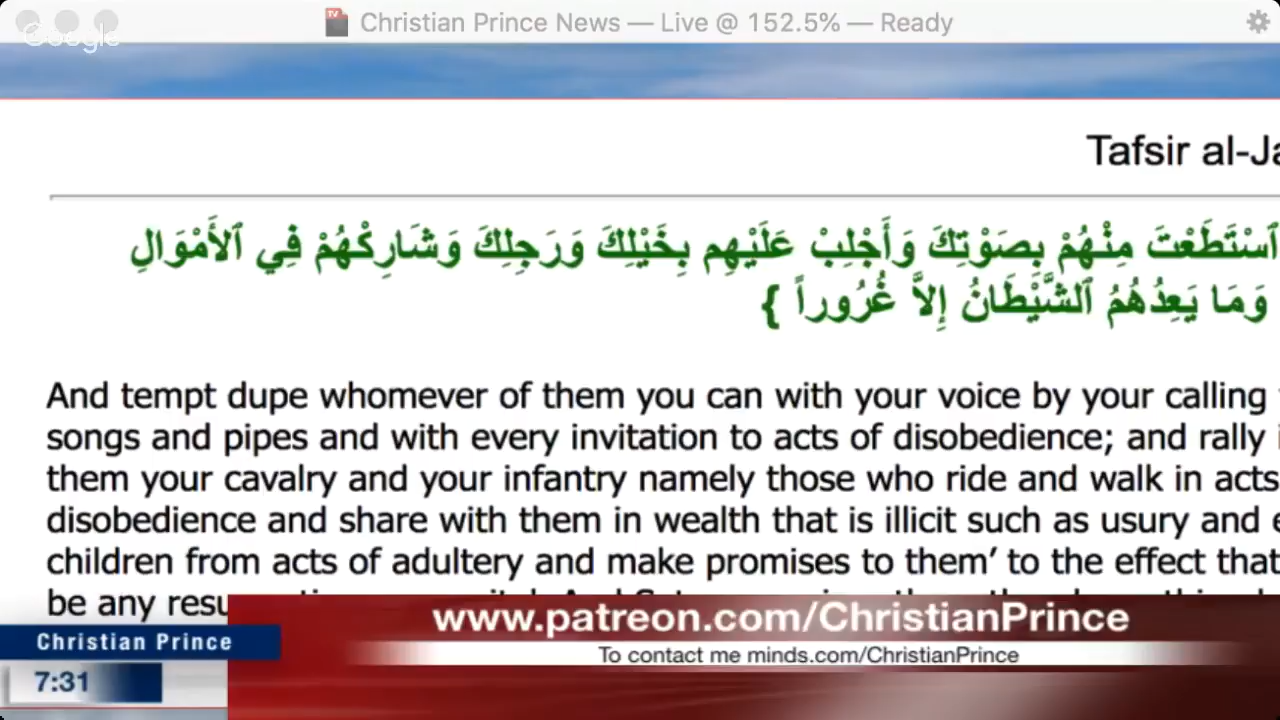 Google
Christian Prince News — Live @ 152.5% — Ready
Tafsir al-Ja
ٱسْتَطَعْتَ مِنْهُمْ بِصَوْتِكَ وَأَجْلِبْ عَلَيْهِم بِخَيْلِكَ وَرَجِلِكَ وَشَارِكْهُمْ فِي ٱلأَمْوَالِ
وَمَا يَعِدُهُمُ ٱلشَّيْطَانُ إِلاَّ غُرُوراً }
And tempt dupe whomever of them you can with your voice by your calling
songs and pipes and with every invitation to acts of disobedience; and rally
them your cavalry and your infantry namely those who ride and walk in acts
disobedience and share with them in wealth that is illicit such as usury and
children from acts of adultery and make promises to them’ to the effect that
be any
www.patreon.com/ChristianPrince
Christian Prince
To contact me minds.com/ChristianPrince
7:31